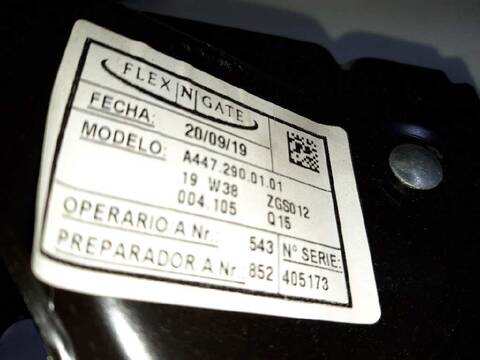 FLEX N GATE
FECHA: 20/09/19
MODELO: A447.290.01.01
19 W38 ZGS012
004 105 Q15
OPERARIO A Nr. 543 Nº SERIE:
PREPARADOR A Nr. 852 405173